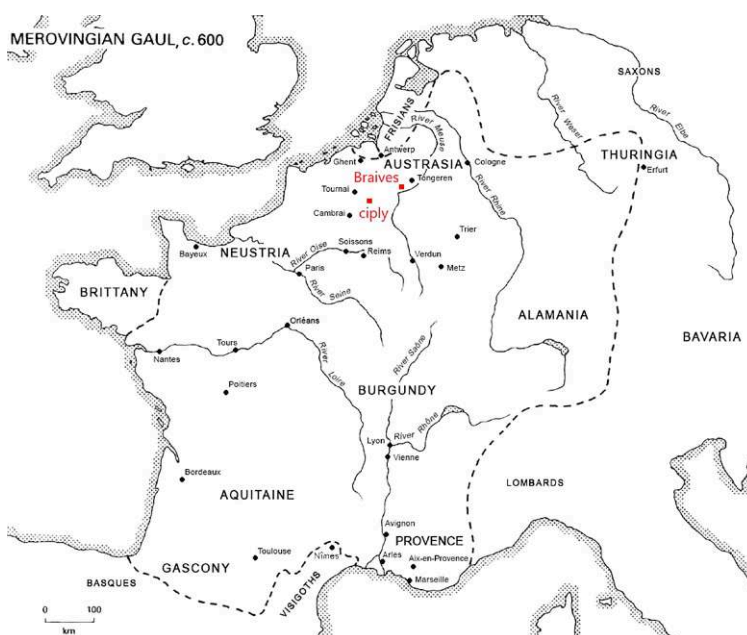 MEROVINGIAN GAUL, c. 600
SAXONS
River Elbe
River Weser
FRISIANS
River Meuse
Antwerp
Ghent
AUSTRASIA
Cologne
THURINGIA
Erfurt
Braives
Tongeren
Tournai
ciply
Cambrai
River Rhine
Trier
Bayeux
NEUSTRIA
Soissons
Reims
Verdun
Metz
River Oise
Paris
River Seine
BRITTANY
ALAMANIA
BAVARIA
Orléans
Nantes
Tours
River Loire
River Saône
Poitiers
BURGUNDY
Lyon
River Rhône
Vienne
Bordeaux
AQUITAINE
LOMBARDS
Avignon
PROVENCE
Toulouse
Nîmes
Arles
Aix-en-Provence
Marseille
GASCONY
BASQUES
VISIGOTHS
0 100
km